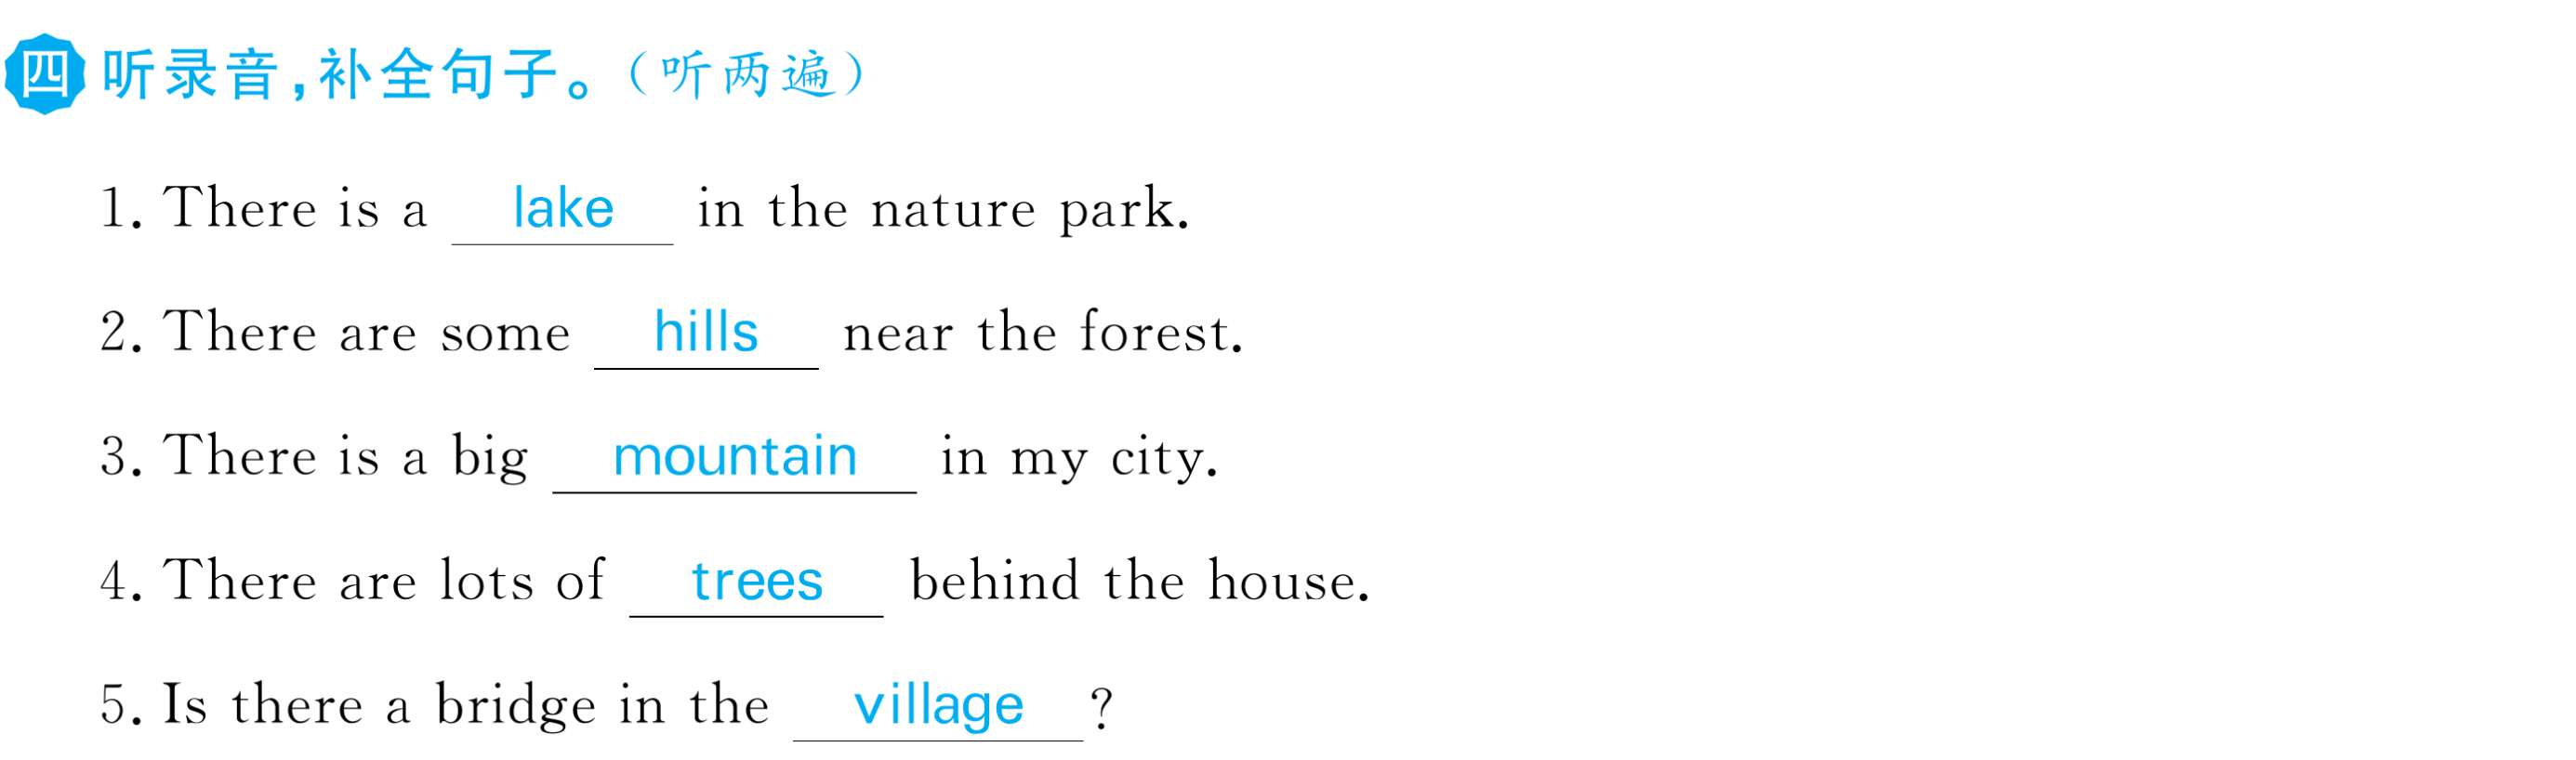 四 听录音,补全句子。(听两遍)
1. There is a lake in the nature park.
2. There are some hills near the forest.
3. There is a big mountain in my city.
4. There are lots of trees behind the house.
5. Is there a bridge in the village?